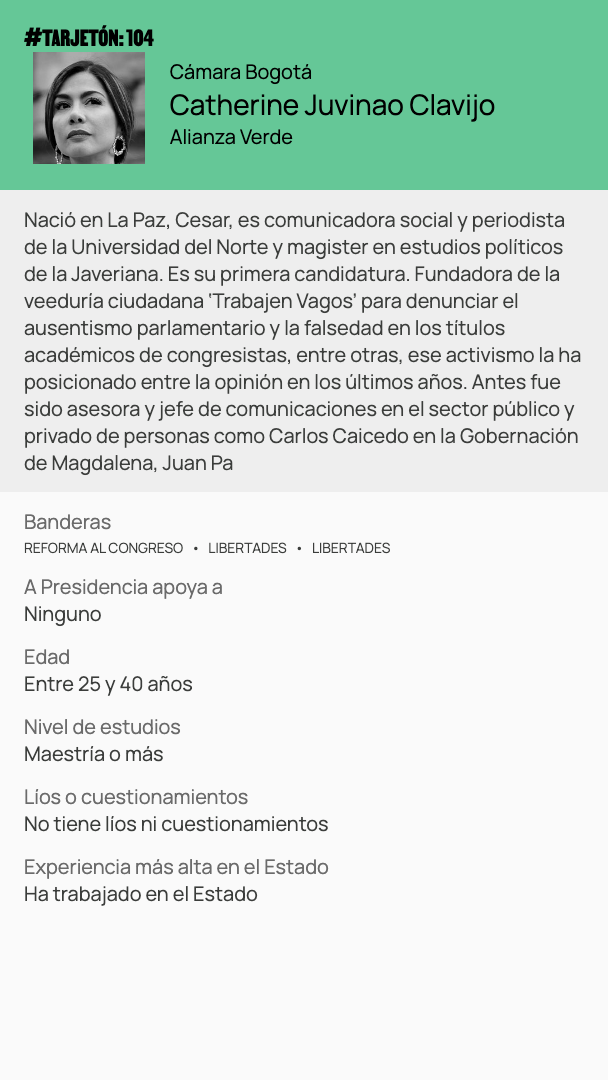 #TARJETÓN: 104
Cámara Bogotá
Catherine Juvinao Clavijo
Alianza Verde
Nació en La Paz, Cesar, es comunicadora social y periodista
de la Universidad del Norte y magister en estudios políticos
de la Javeriana. Es su primera candidatura. Fundadora de la
veeduría ciudadana ‘Trabajen Vagos’ para denunciar el
ausentismo parlamentario y la falsedad en los títulos
académicos de congresistas, entre otras, ese activismo la ha
posicionado entre la opinión en los últimos años. Antes fue
sido asesora y jefe de comunicaciones en el sector público y
privado de personas como Carlos Caicedo en la Gobernación
de Magdalena, Juan Pa
Banderas
REFORMA AL CONGRESO • LIBERTADES • LIBERTADES
A Presidencia apoya a
Ninguno
Edad
Entre 25 y 40 años
Nivel de estudios
Maestría o más
Líos o cuestionamientos
No tiene líos ni cuestionamientos
Experiencia más alta en el Estado
Ha trabajado en el Estado